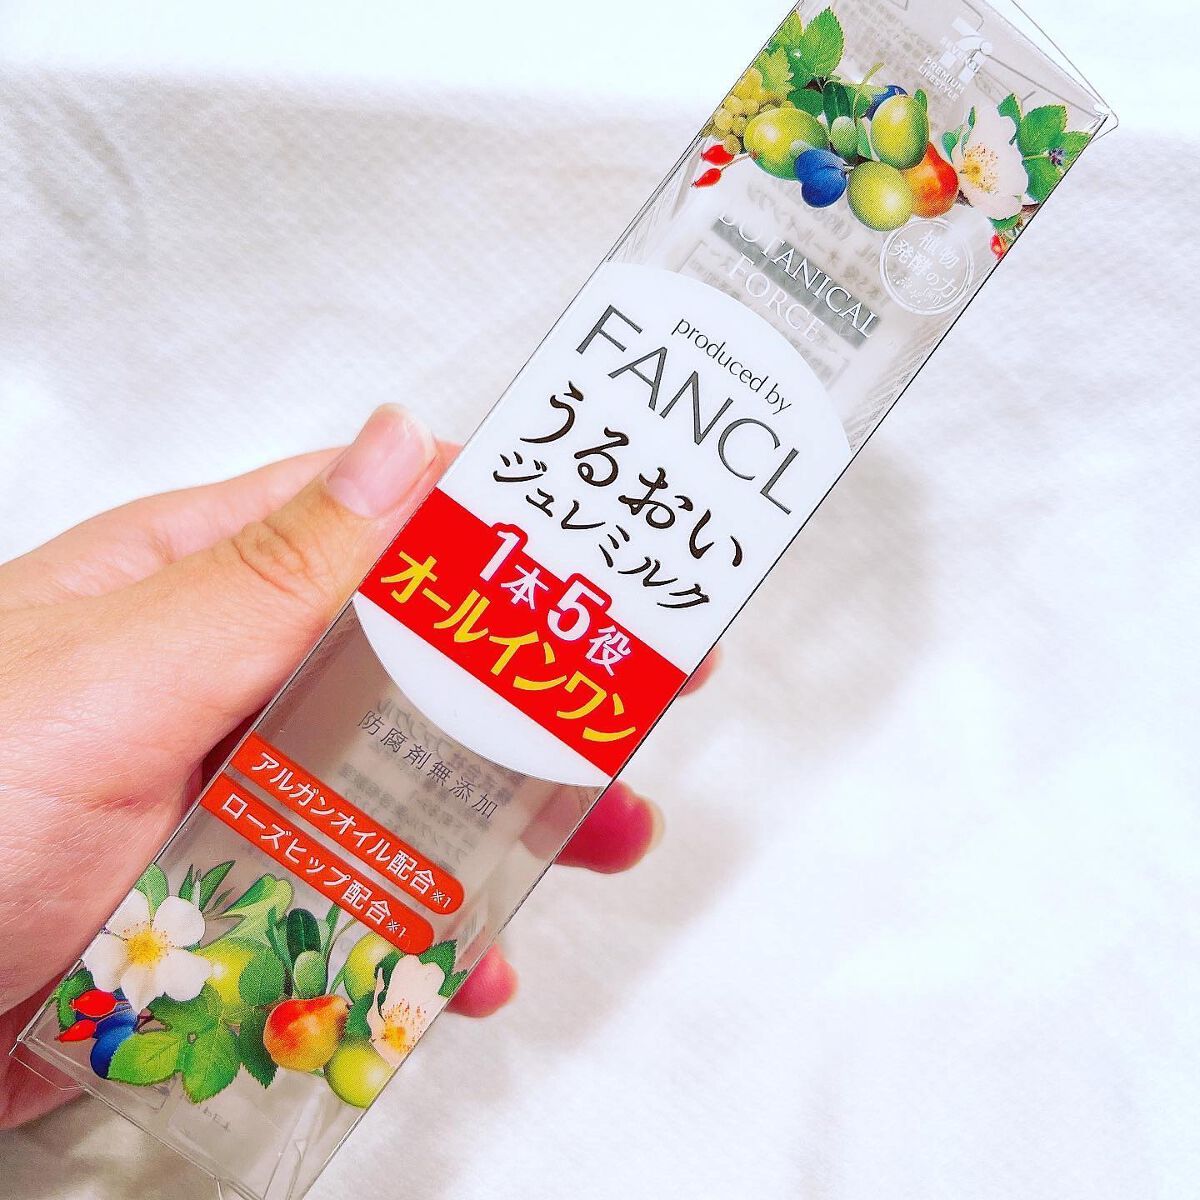 SEVEN&i
PREMIUM
LIFESTYLE
BOTANICAL
FORCE
植物
発酵の力
produced by
FANCL
うるおい
ジュレミルク
1本5役
オールインワン
防腐剤無添加
アルガンオイル配合※1
ローズヒップ配合※1